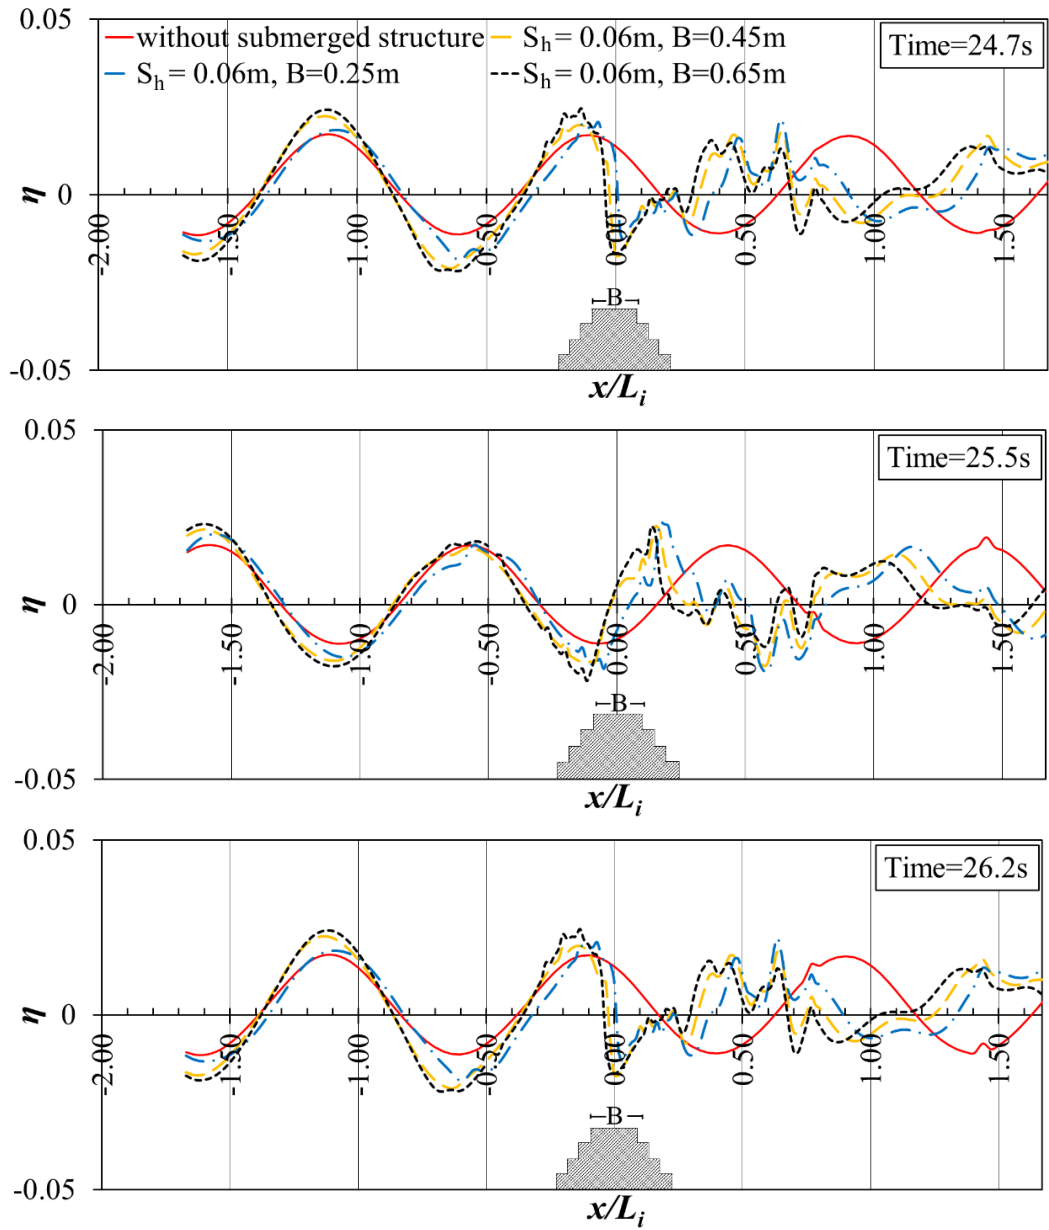 0.05
without submerged structure
S_h = 0.06m, B=0.45m
Time=24.7s
S_h = 0.06m, B=0.25m
S_h = 0.06m, B=0.65m
η
0
-2.00 -1.50 -1.00 -0.50 0.00 0.50 1.00 1.50
B
-0.05
x/L_i
0.05
Time=25.5s
η
0
-2.00 -1.50 -1.00 -0.50 0.00 0.50 1.00 1.50
B
-0.05
x/L_i
0.05
Time=26.2s
η
0
-2.00 -1.50 -1.00 -0.50 0.00 0.50 1.00 1.50
B
-0.05
x/L_i